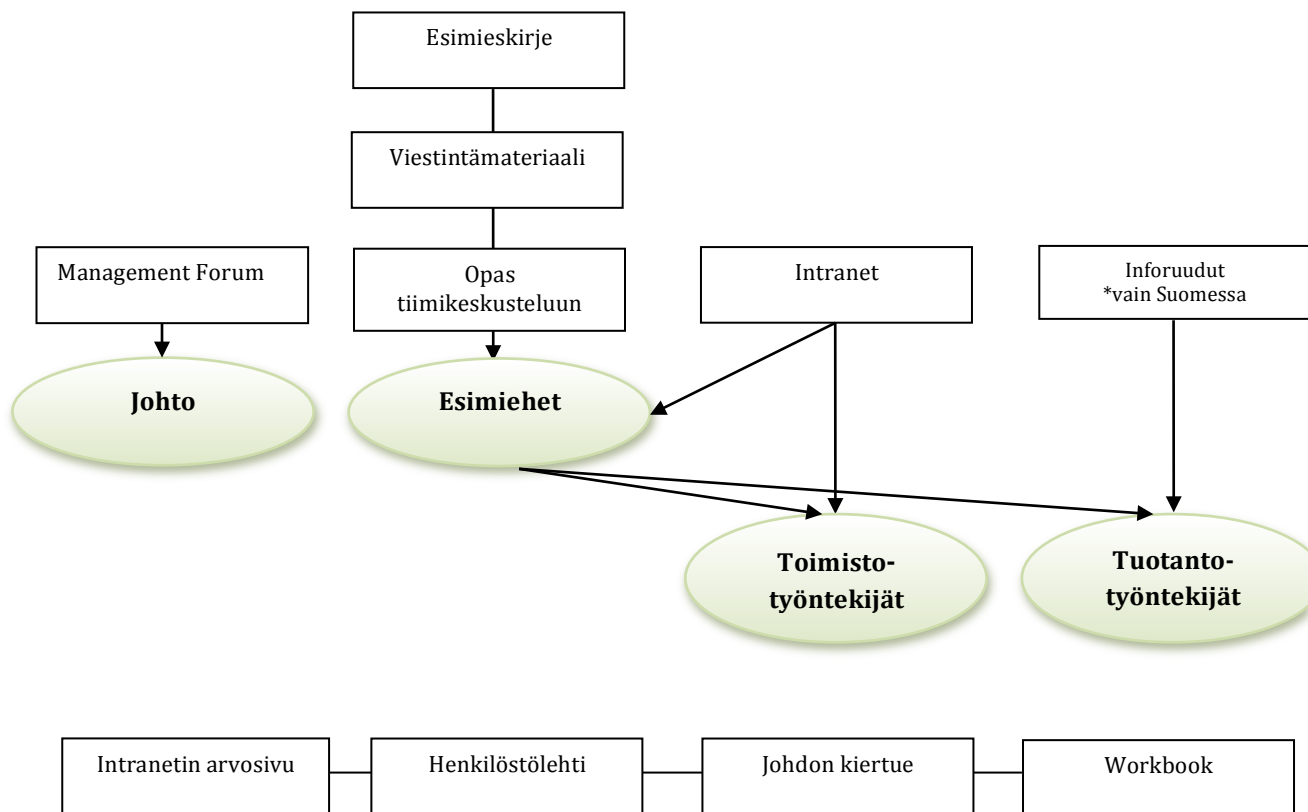 Esimieskirje
Viestintämateriaali
Management Forum
Opas
tiimikeskusteluun
Intranet
Inforuudut
*vain Suomessa
Johto
Esimiehet
Toimisto-
työntekijät
Tuotanto-
työntekijät
Intranetin arvosivu
Henkilöstölehti
Johdon kiertue
Workbook